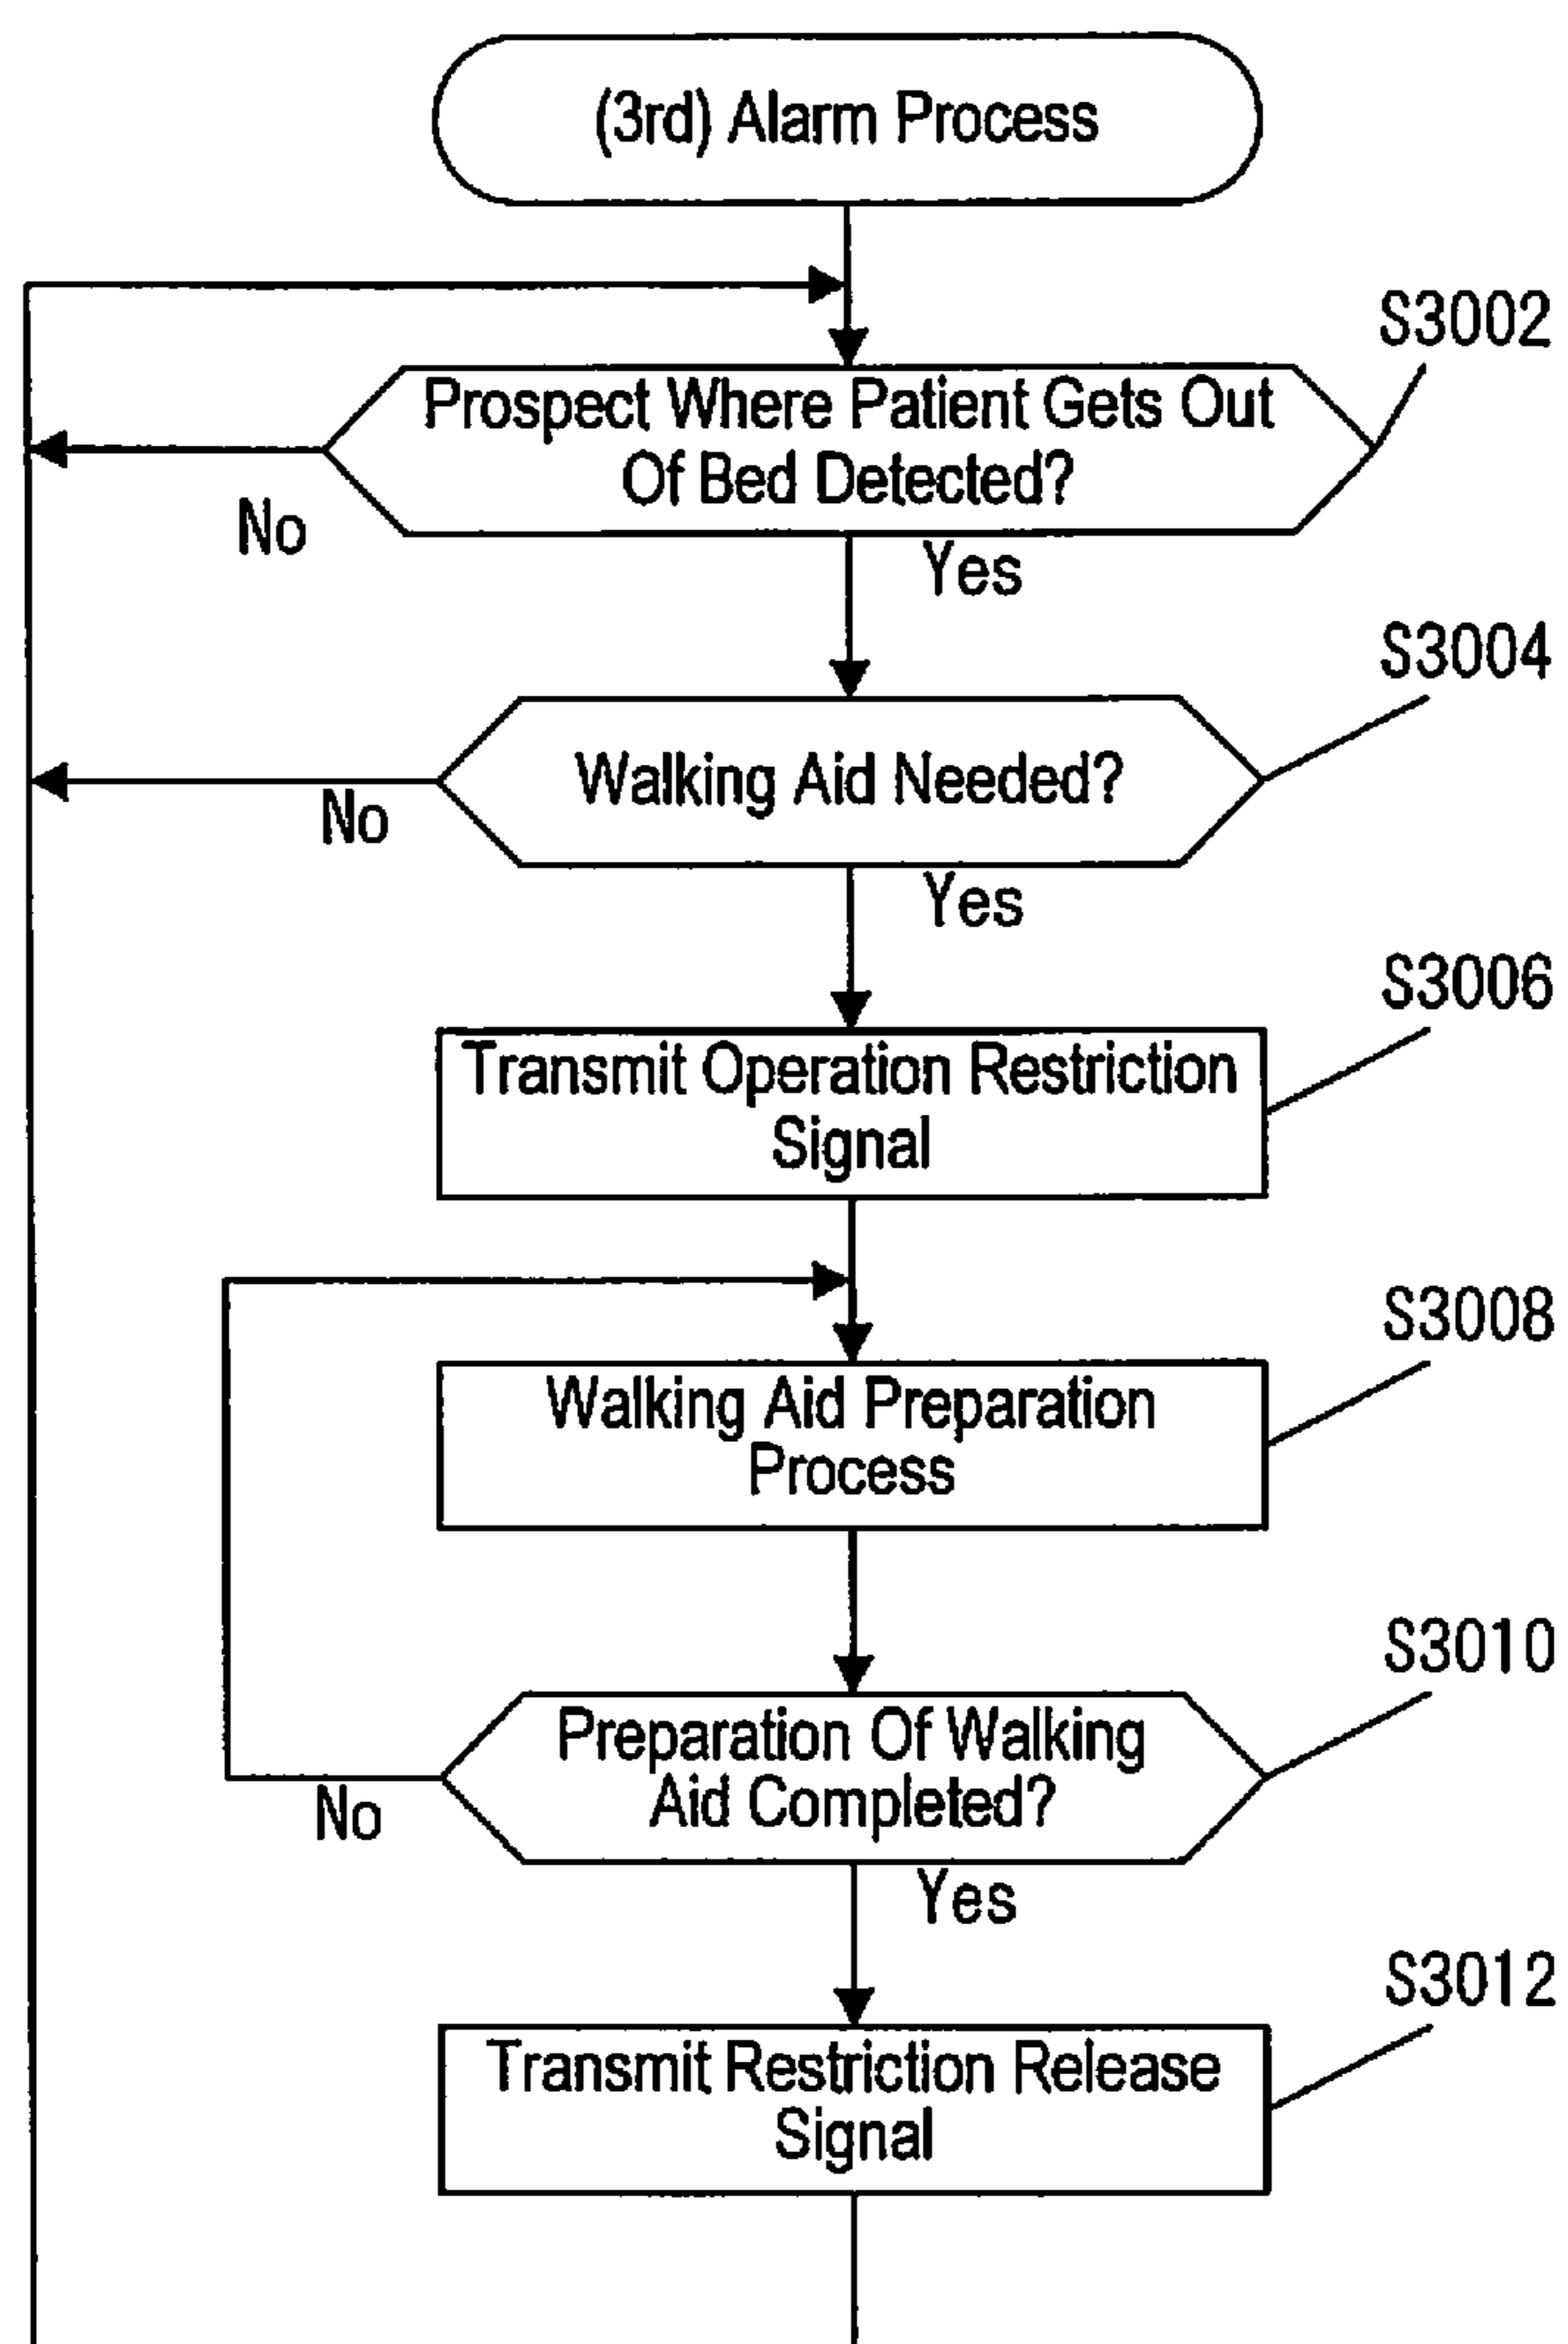 (3rd) Alarm Process
S3002
Prospect Where Patient Gets Out
Of Bed Detected?
No
Yes
S3004
Walking Aid Needed?
No
Yes
S3006
Transmit Operation Restriction
Signal
S3008
Walking Aid Preparation
Process
S3010
Preparation Of Walking
Aid Completed?
No
Yes
S3012
Transmit Restriction Release
Signal